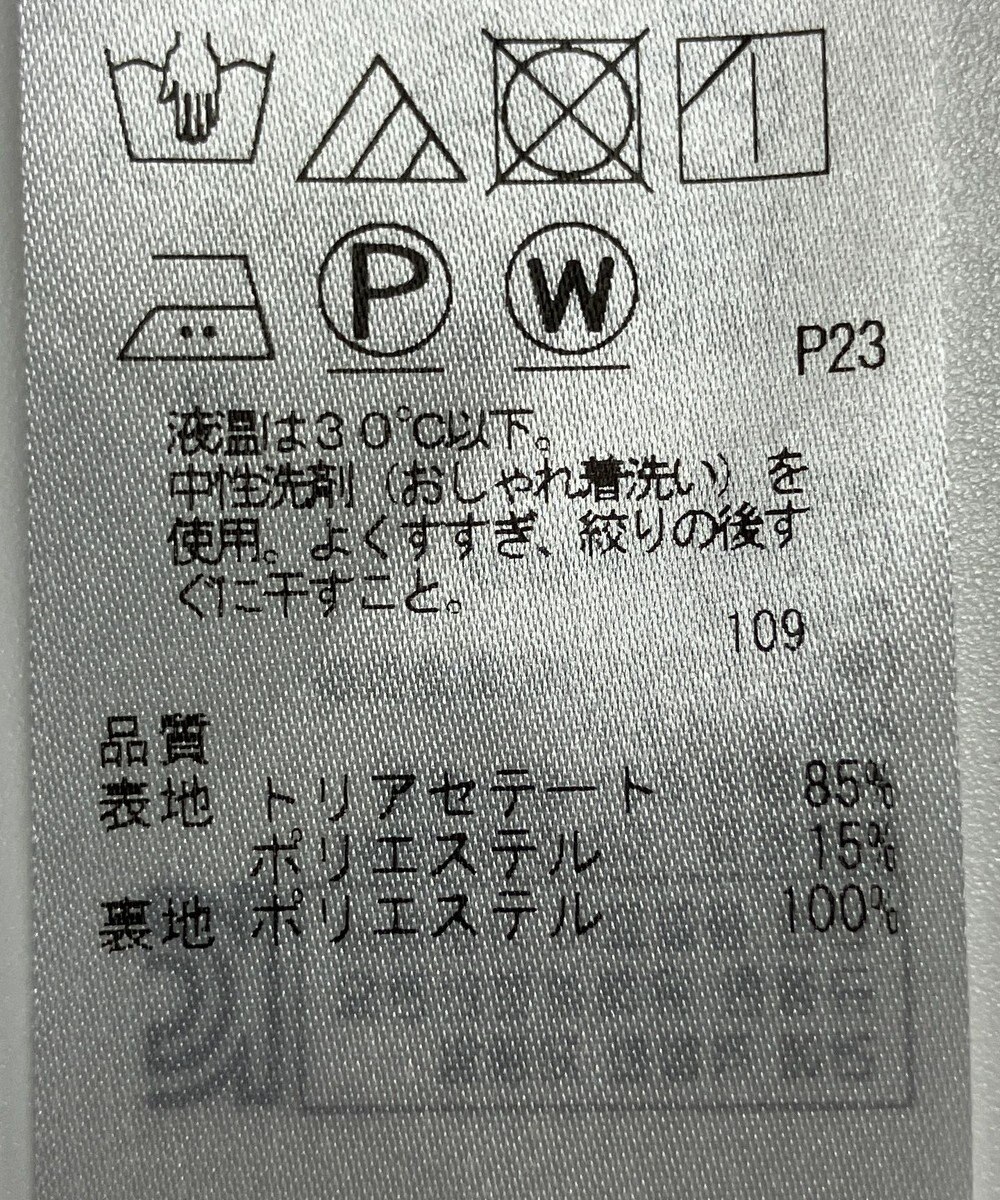 P
W
P23
液温は30℃以下。
中性洗剤（おしゃれ着洗い）を
使用。よくすすぎ、絞りの後す
ぐに干すこと。
109
品質
表地 トリアセテート 85%
ポリエステル 15%
裏地 ポリエステル 100%